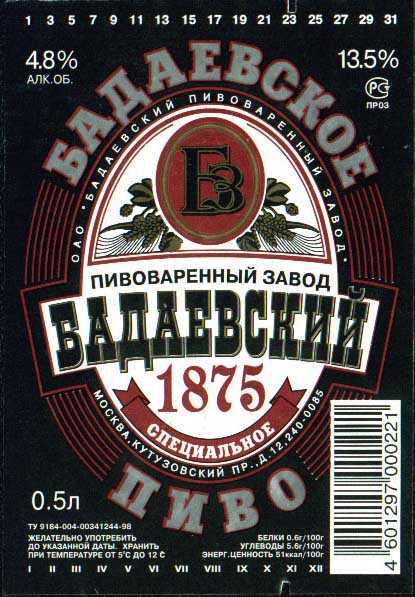 1 3 5 7 9 11 13 15 17 19 21 23 25 27 29 31
4.8%
АЛК.ОБ.
13.5%
РС
ПР03
БАДАЕВСКОЕ
ОАО • БАДАЕВСКИЙ ПИВОВАРЕННЫЙ ЗАВОД •
БЗ
ПИВОВАРЕННЫЙ ЗАВОД
БАДАЕВСКИЙ
1875
СПЕЦИАЛЬНОЕ
МОСКВА, КУТУЗОВСКИЙ ПР., Д.12, 240-0085
ПИВО
0.5л
ТУ 9184-004-00341244-98
ЖЕЛАТЕЛЬНО УПОТРЕБИТЬ
ДО УКАЗАННОЙ ДАТЫ. ХРАНИТЬ
ПРИ ТЕМПЕРАТУРЕ ОТ 5°С ДО 12 С
БЕЛКИ 0.6г/100г
УГЛЕВОДЫ 5.6г/100г
ЭНЕРГ.ЦЕННОСТЬ 51ккал/100г
4 601297 000221
I II III IV V VI VII VIII IX X XI XII